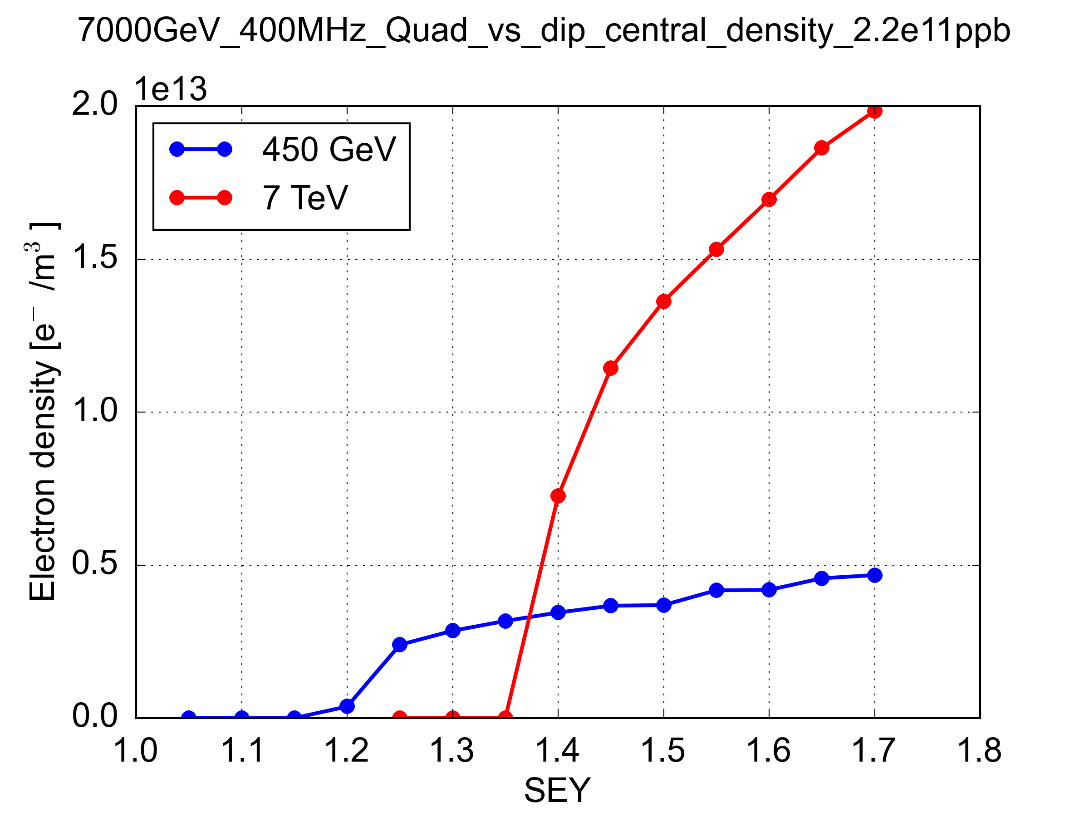 7000GeV_400MHz_Quad_vs_dip_central_density_2.2e11ppb
1e13
2.0
1.5
1.0
0.5
0.0
Electron density [e⁻ /m³ ]
450 GeV
7 TeV
1.0 1.1 1.2 1.3 1.4 1.5 1.6 1.7 1.8
SEY